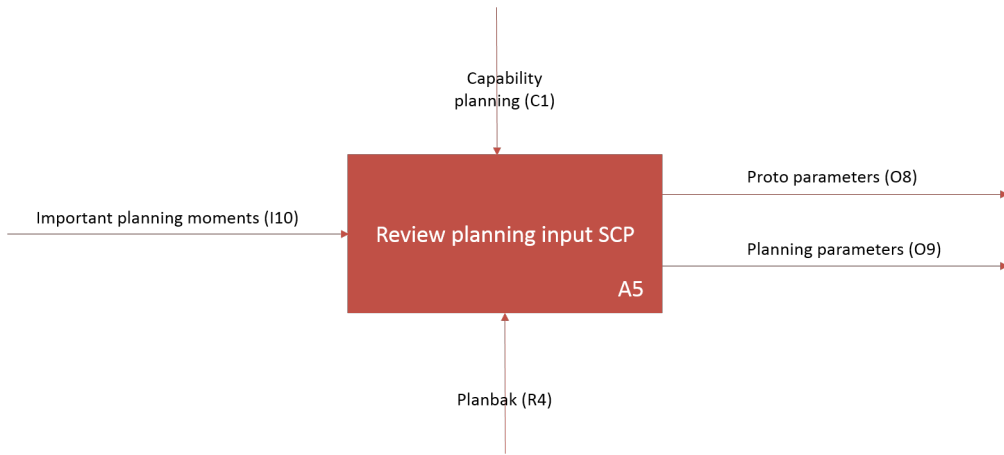 Capability
planning (C1)
Proto parameters (O8)
Important planning moments (I10)
Review planning input SCP
Planning parameters (O9)
A5
Planbak (R4)